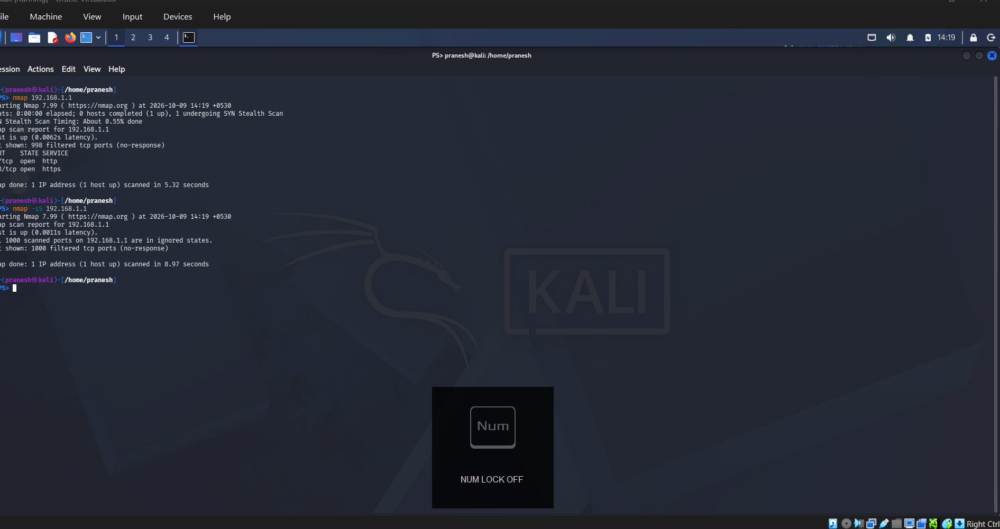 ile Machine View Input Devices Help
1 2 3 4 14:19
PS> pranesh@kali: /home/pranesh
ession Actions Edit View Help
-(pranesh㉿kali)-[/home/pranesh]
PS> nmap 192.168.1.1
arting Nmap 7.99 ( https://nmap.org ) at 2026-10-09 14:19 +0530
ats: 0:00:00 elapsed; 0 hosts completed (1 up), 1 undergoing SYN Stealth Scan
N Stealth Scan Timing: About 0.55% done
ap scan report for 192.168.1.1
st is up (0.0062s latency).
t shown: 998 filtered tcp ports (no-response)
RT STATE SERVICE
/tcp open http
3/tcp open https
ap done: 1 IP address (1 host up) scanned in 5.32 seconds
-(pranesh㉿kali)-[/home/pranesh]
PS> nmap -sS 192.168.1.1
arting Nmap 7.99 ( https://nmap.org ) at 2026-10-09 14:19 +0530
ap scan report for 192.168.1.1
st is up (0.0011s latency).
l 1000 scanned ports on 192.168.1.1 are in ignored states.
t shown: 1000 filtered tcp ports (no-response)
ap done: 1 IP address (1 host up) scanned in 8.97 seconds
-(pranesh㉿kali)-[/home/pranesh]
PS>
KALI
Num
NUM LOCK OFF
Right Ctrl